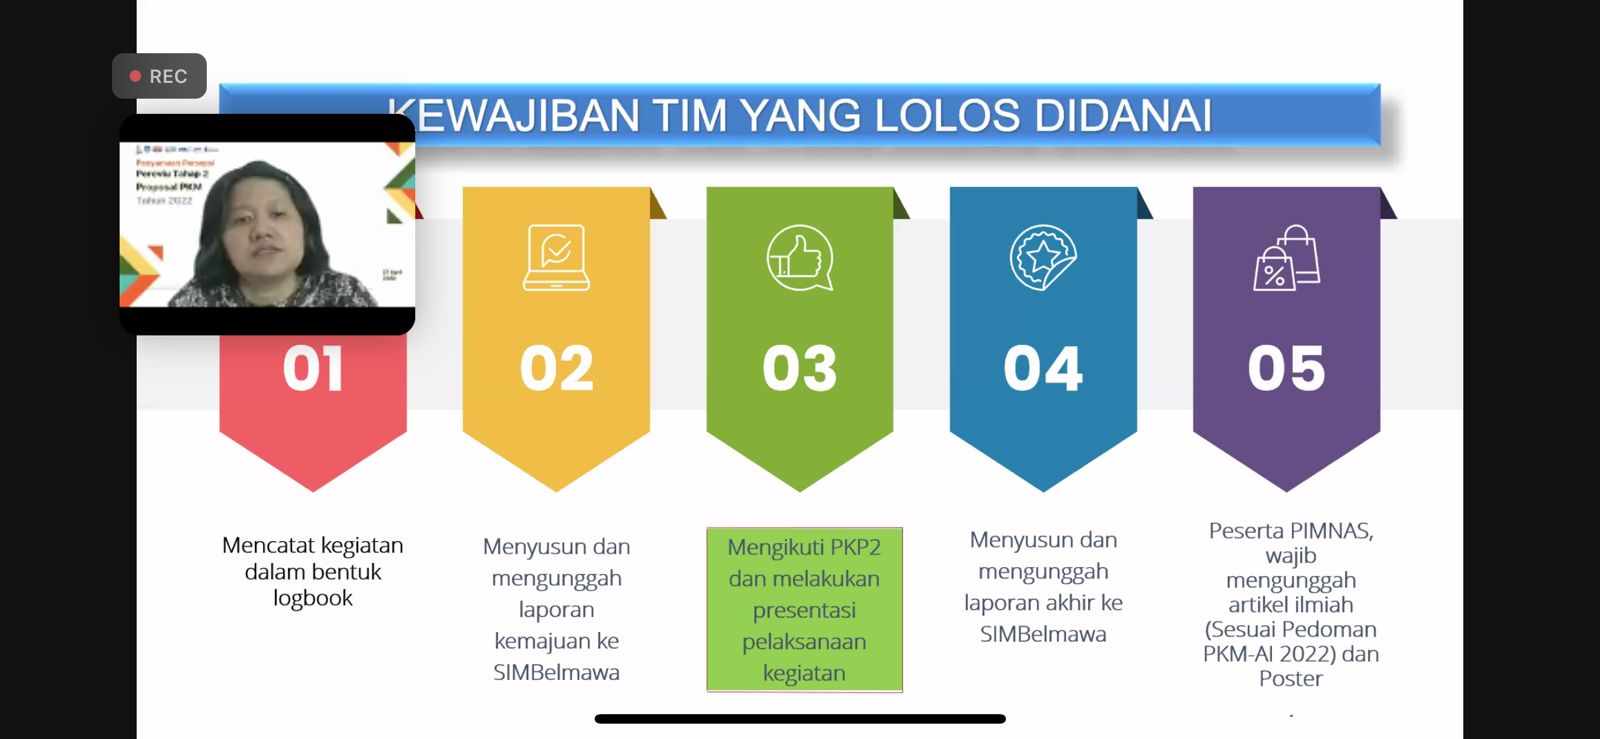 REC
KEWAJIBAN TIM YANG LOLOS DIDANAI
Penyamaan Persepsi
Pereviu Tahap 2
Proposal PKM
Tahun 2022
01
02
03
04
05
Mencatat kegiatan
dalam bentuk
logbook
Menyusun dan
mengunggah
laporan
kemajuan ke
SIMBelmawa
Mengikuti PKP2
dan melakukan
presentasi
pelaksanaan
kegiatan
Menyusun dan
mengunggah
laporan akhir ke
SIMBelmawa
Peserta PIMNAS,
wajib
mengunggah
artikel ilmiah
(Sesuai Pedoman
PKM-AI 2022) dan
Poster
.